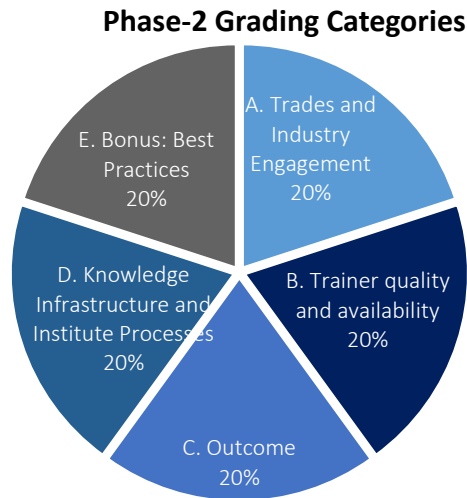 Phase-2 Grading Categories
A. Trades and
Industry
Engagement
20%
B. Trainer quality
and availability
20%
C. Outcome
20%
D. Knowledge
Infrastructure and
Institute Processes
20%
E. Bonus: Best
Practices
20%